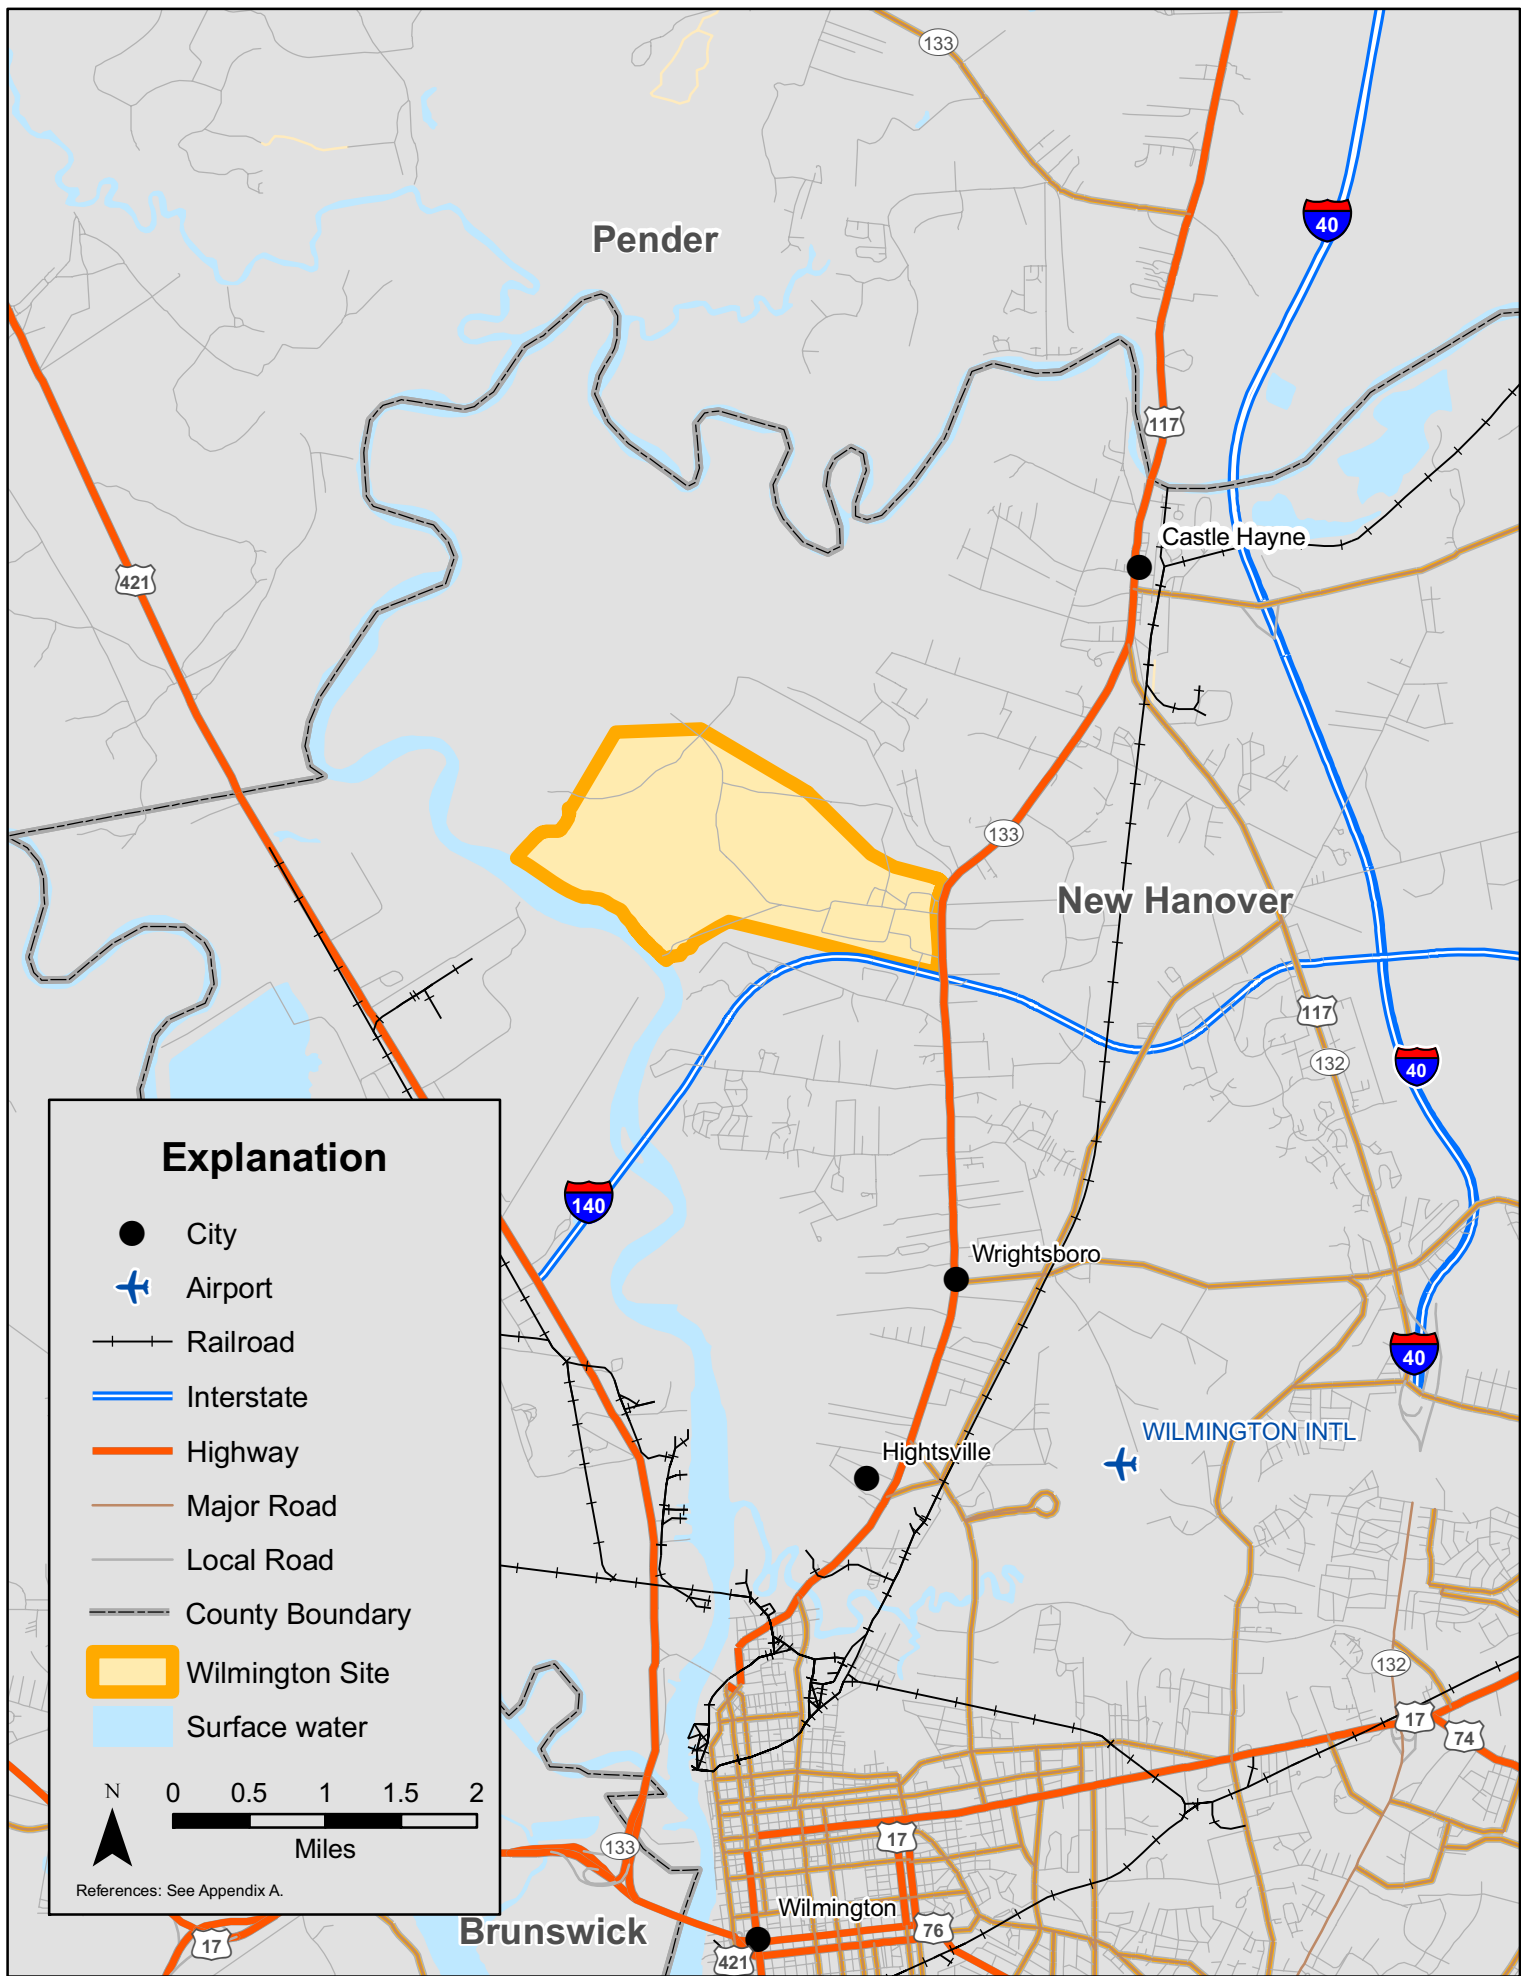 133
40
Pender
117
Castle Hayne
421
133
New Hanover
117
132
40
140
Wrightsboro
40
WILMINGTON INTL
Hightsville
132
17
74
17
133
Wilmington
76
Brunswick
17
421
Explanation
City
Airport
Railroad
Interstate
Highway
Major Road
Local Road
County Boundary
Wilmington Site
Surface water
N
0 0.5 1 1.5 2
Miles
References: See Appendix A.